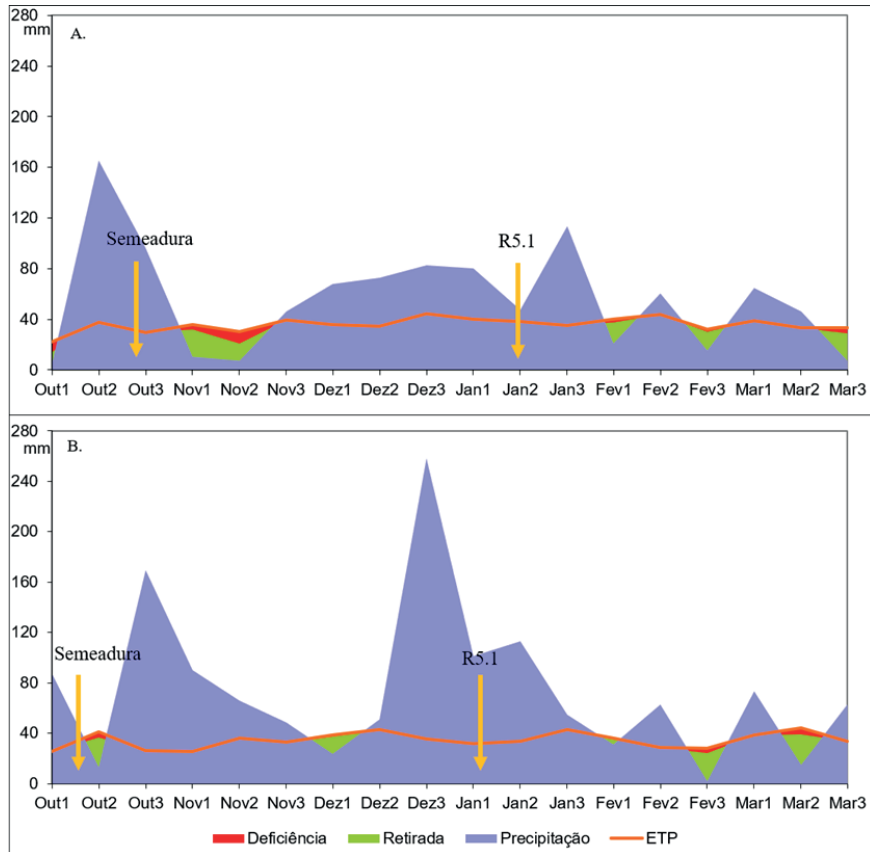 280
mm
A.
240
200
160
120
Semeadura
R5.1
80
40
0
Out1 Out2 Out3 Nov1 Nov2 Nov3 Dez1 Dez2 Dez3 Jan1 Jan2 Jan3 Fev1 Fev2 Fev3 Mar1 Mar2 Mar3
280
mm
B.
240
200
160
120
Semeadura
R5.1
80
40
0
Out1 Out2 Out3 Nov1 Nov2 Nov3 Dez1 Dez2 Dez3 Jan1 Jan2 Jan3 Fev1 Fev2 Fev3 Mar1 Mar2 Mar3
Deficiência Retirada Precipitação ETP